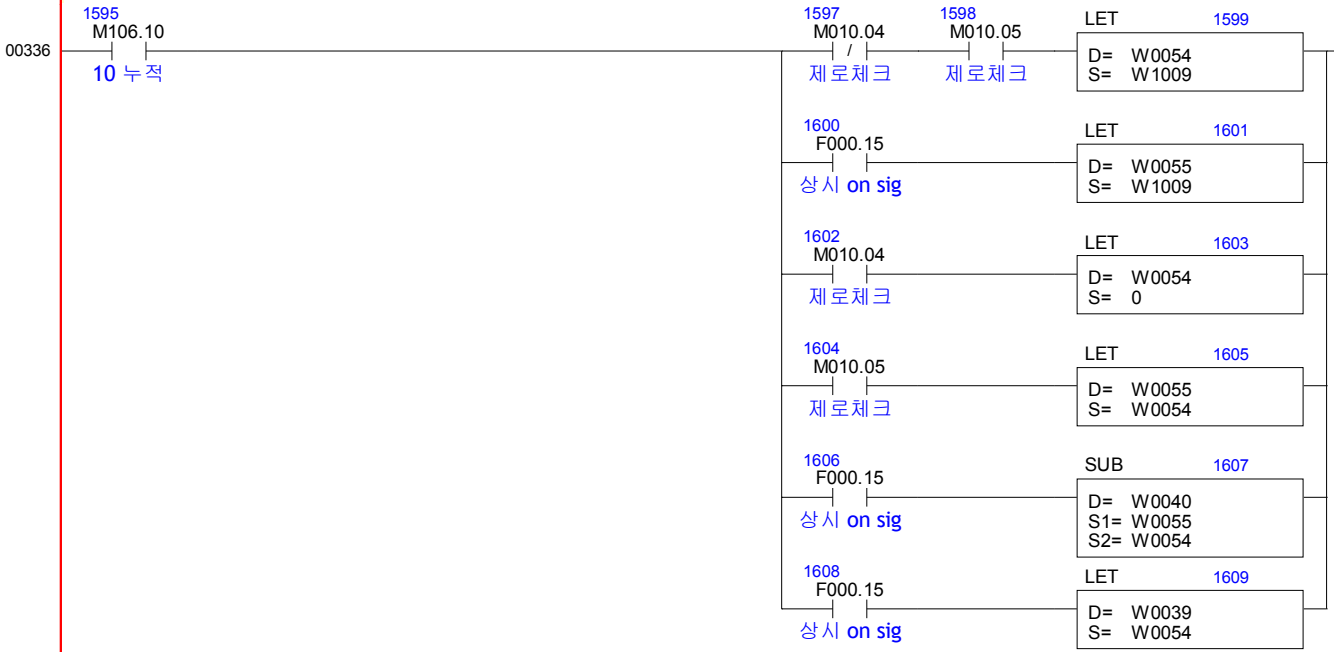 1595
M106.10
00336
10 누적
1597
M010.04
/
제로체크
1598
M010.05
제로체크
LET 1599
D= W0054
S= W1009
1600
F000.15
상시 on sig
LET 1601
D= W0055
S= W1009
1602
M010.04
제로체크
LET 1603
D= W0054
S= 0
1604
M010.05
제로체크
LET 1605
D= W0055
S= W0054
1606
F000.15
상시 on sig
SUB 1607
D= W0040
S1= W0055
S2= W0054
1608
F000.15
상시 on sig
LET 1609
D= W0039
S= W0054